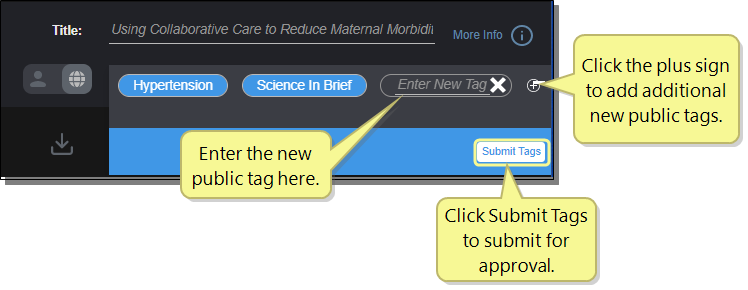 Title:
Using Collaborative Care to Reduce Maternal Morbidit
More Info
Hypertension
Science In Brief
Enter New Tag
Click the plus sign
to add additional
new public tags.
Enter the new
public tag here.
Submit Tags
Click Submit Tags
to submit for
approval.